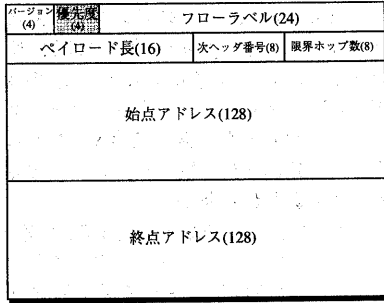 バージョン
(4)
優先度
(4)
フローラベル(24)
ペイロード長(16)
次ヘッダ番号(8)
限界ホップ数(8)
始点アドレス(128)
終点アドレス(128)